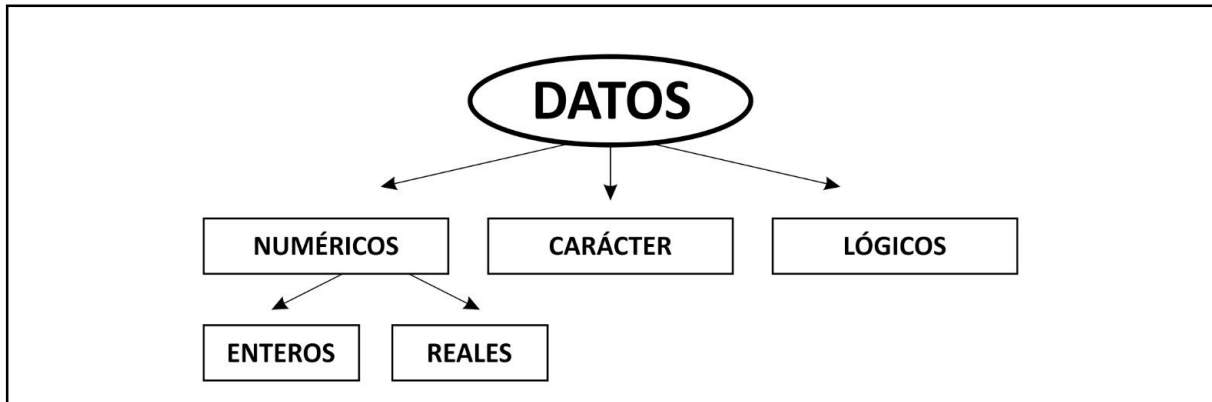 DATOS
NUMÉRICOS
CARÁCTER
LÓGICOS
ENTEROS
REALES